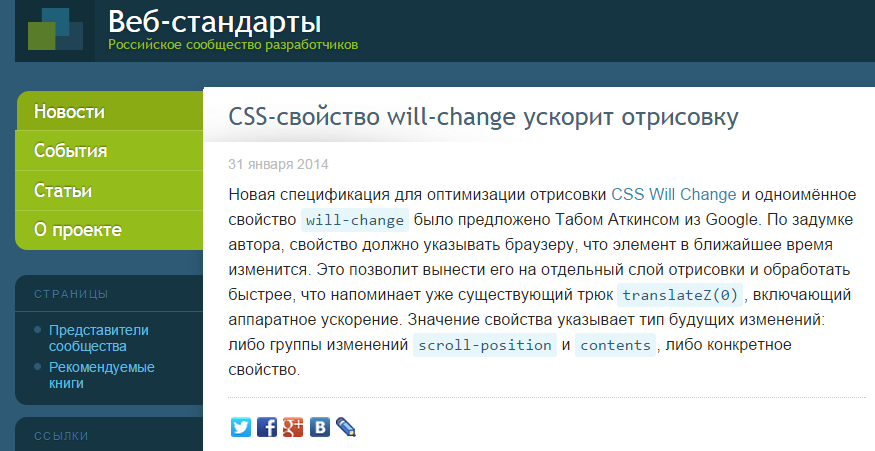 Веб-стандарты
Российское сообщество разработчиков
Новости
События
Статьи
О проекте
СТРАНИЦЫ
Представители
сообщества
Рекомендуемые
книги
ССЫЛКИ
CSS-свойство will-change ускорит отрисовку
31 января 2014
Новая спецификация для оптимизации отрисовки CSS Will Change и одноимённое
свойство will-change было предложено Табом Аткинсом из Google. По задумке
автора, свойство должно указывать браузеру, что элемент в ближайшее время
изменится. Это позволит вынести его на отдельный слой отрисовки и обработать
быстрее, что напоминает уже существующий трюк translateZ(0), включающий
аппаратное ускорение. Значение свойства указывает тип будущих изменений:
либо группы изменений scroll-position и contents, либо конкретное
свойство.